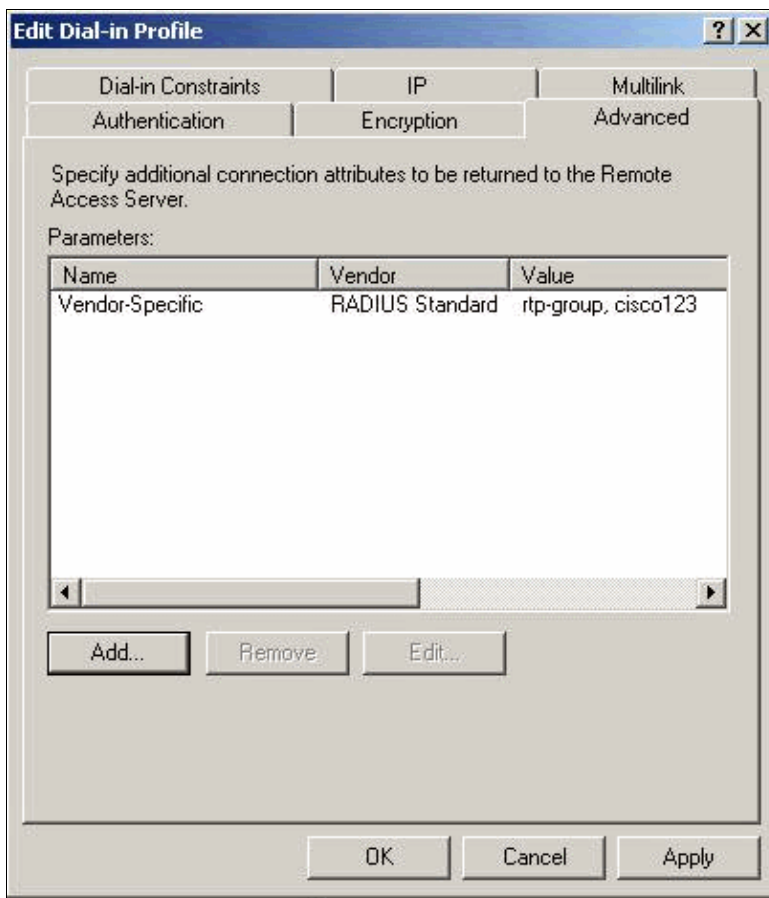 Edit Dial-in Profile
Dial-in Constraints IP Multilink
Authentication Encryption Advanced
Specify additional connection attributes to be returned to the Remote
Access Server.
Parameters:
Name Vendor Value
Vendor-Specific RADIUS Standard rtp-group, cisco123
Add... Remove Edit...
OK Cancel Apply